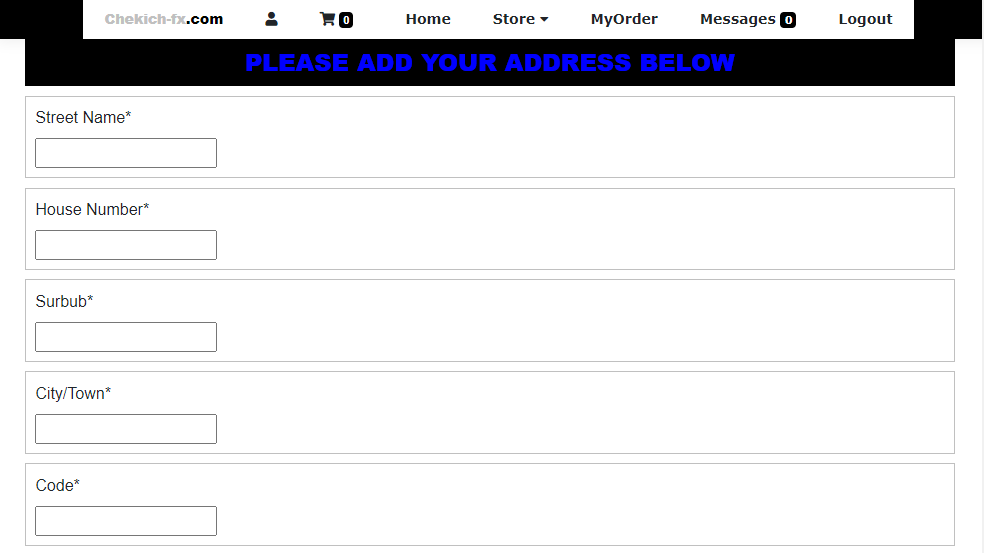 Chekich-fx.com 0 Home Store MyOrder Messages 0 Logout
PLEASE ADD YOUR ADDRESS BELOW
Street Name*
House Number*
Surbub*
City/Town*
Code*